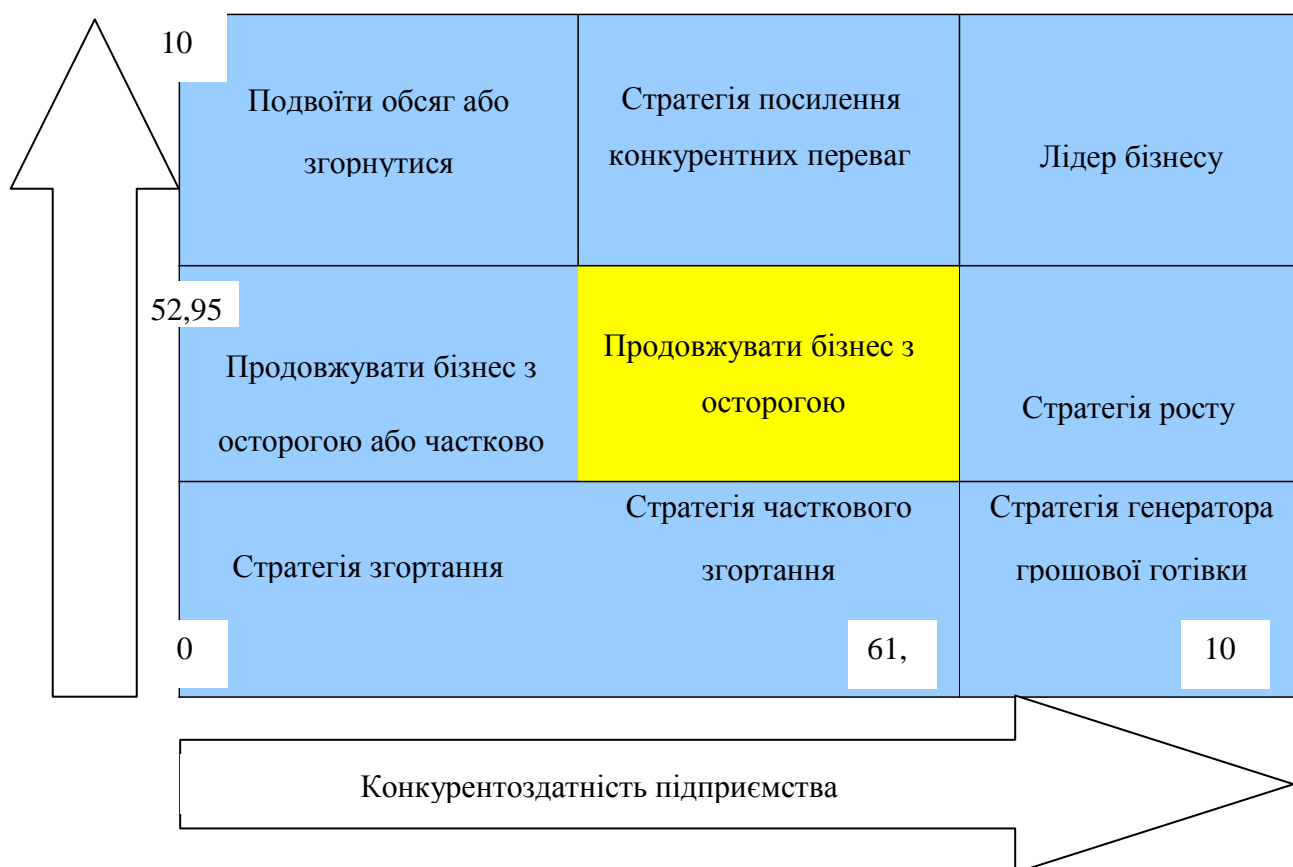 10
Подвоїти обсяг або
згорнутися
Стратегія посилення
конкурентних переваг
Лідер бізнесу
52,95
Продовжувати бізнес з
осторогою або частково
Продовжувати бізнес з
осторогою
Стратегія росту
Стратегія згортання
Стратегія часткового
згортання
Стратегія генератора
грошової готівки
0
61,
10
Конкурентоздатність підприємства